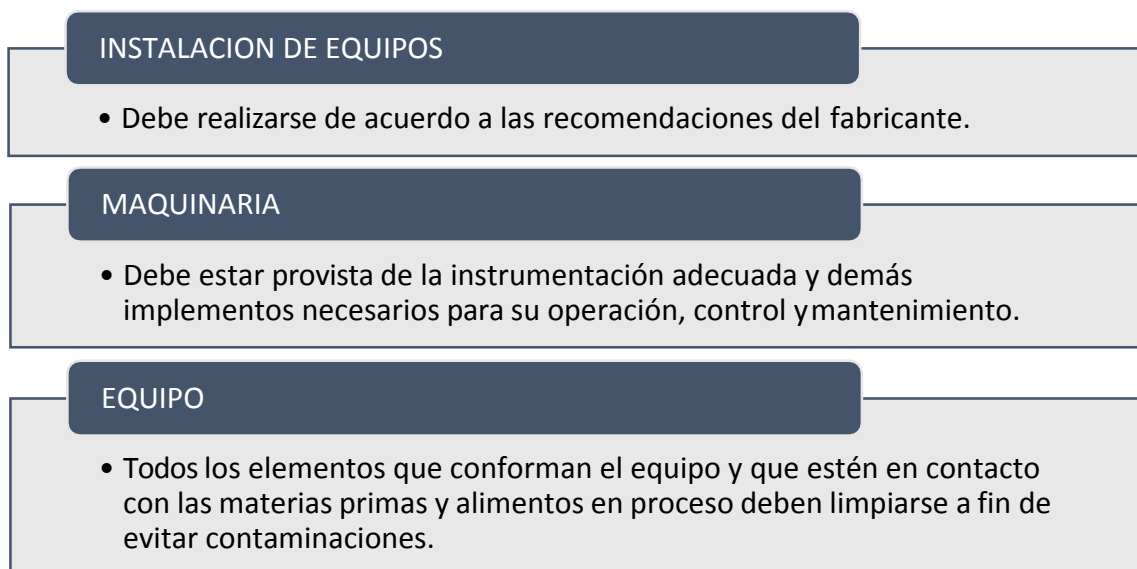 INSTALACION DE EQUIPOS
• Debe realizarse de acuerdo a las recomendaciones del fabricante.
MAQUINARIA
• Debe estar provista de la instrumentación adecuada y demás
implementos necesarios para su operación, control ymantenimiento.
EQUIPO
• Todos los elementos que conforman el equipo y que estén en contacto
con las materias primas y alimentos en proceso deben limpiarse a fin de
evitar contaminaciones.